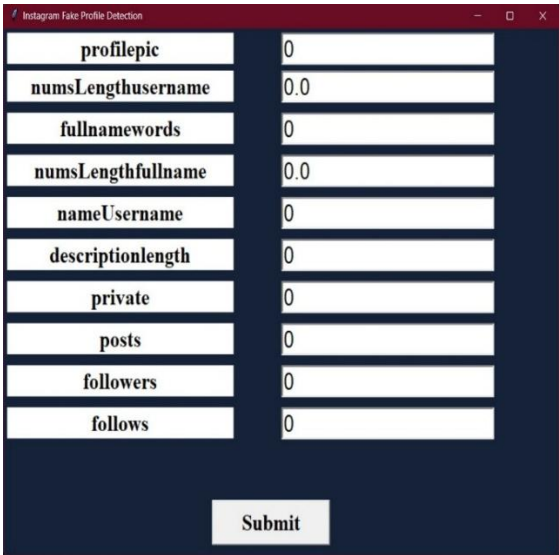 Instagram Fake Profile Detection
profilepic 0
numsLengthusername 0.0
fullnamewords 0
numsLengthfullname 0.0
nameUsername 0
descriptionlength 0
private 0
posts 0
followers 0
follows 0
Submit